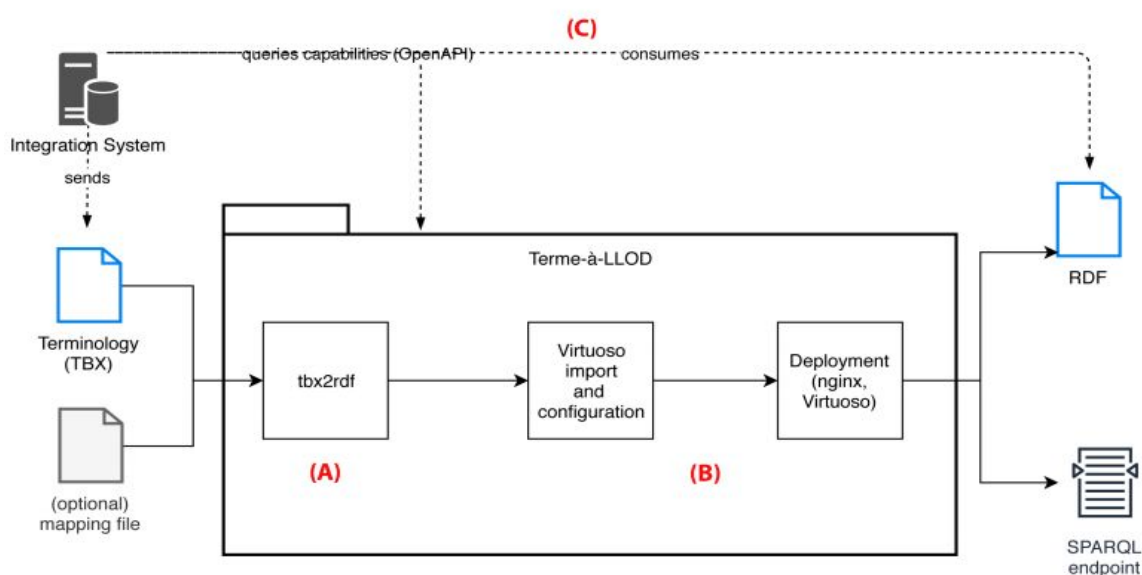 (C)
queries capabilities (OpenAPI)
consumes
Integration System
sends
Terme-à-LLOD
RDF
Terminology
(TBX)
tbx2rdf
Virtuoso
import
and
configuration
Deployment
(nginx,
Virtuoso)
(A)
(B)
(optional)
mapping file
SPARQL
endpoint